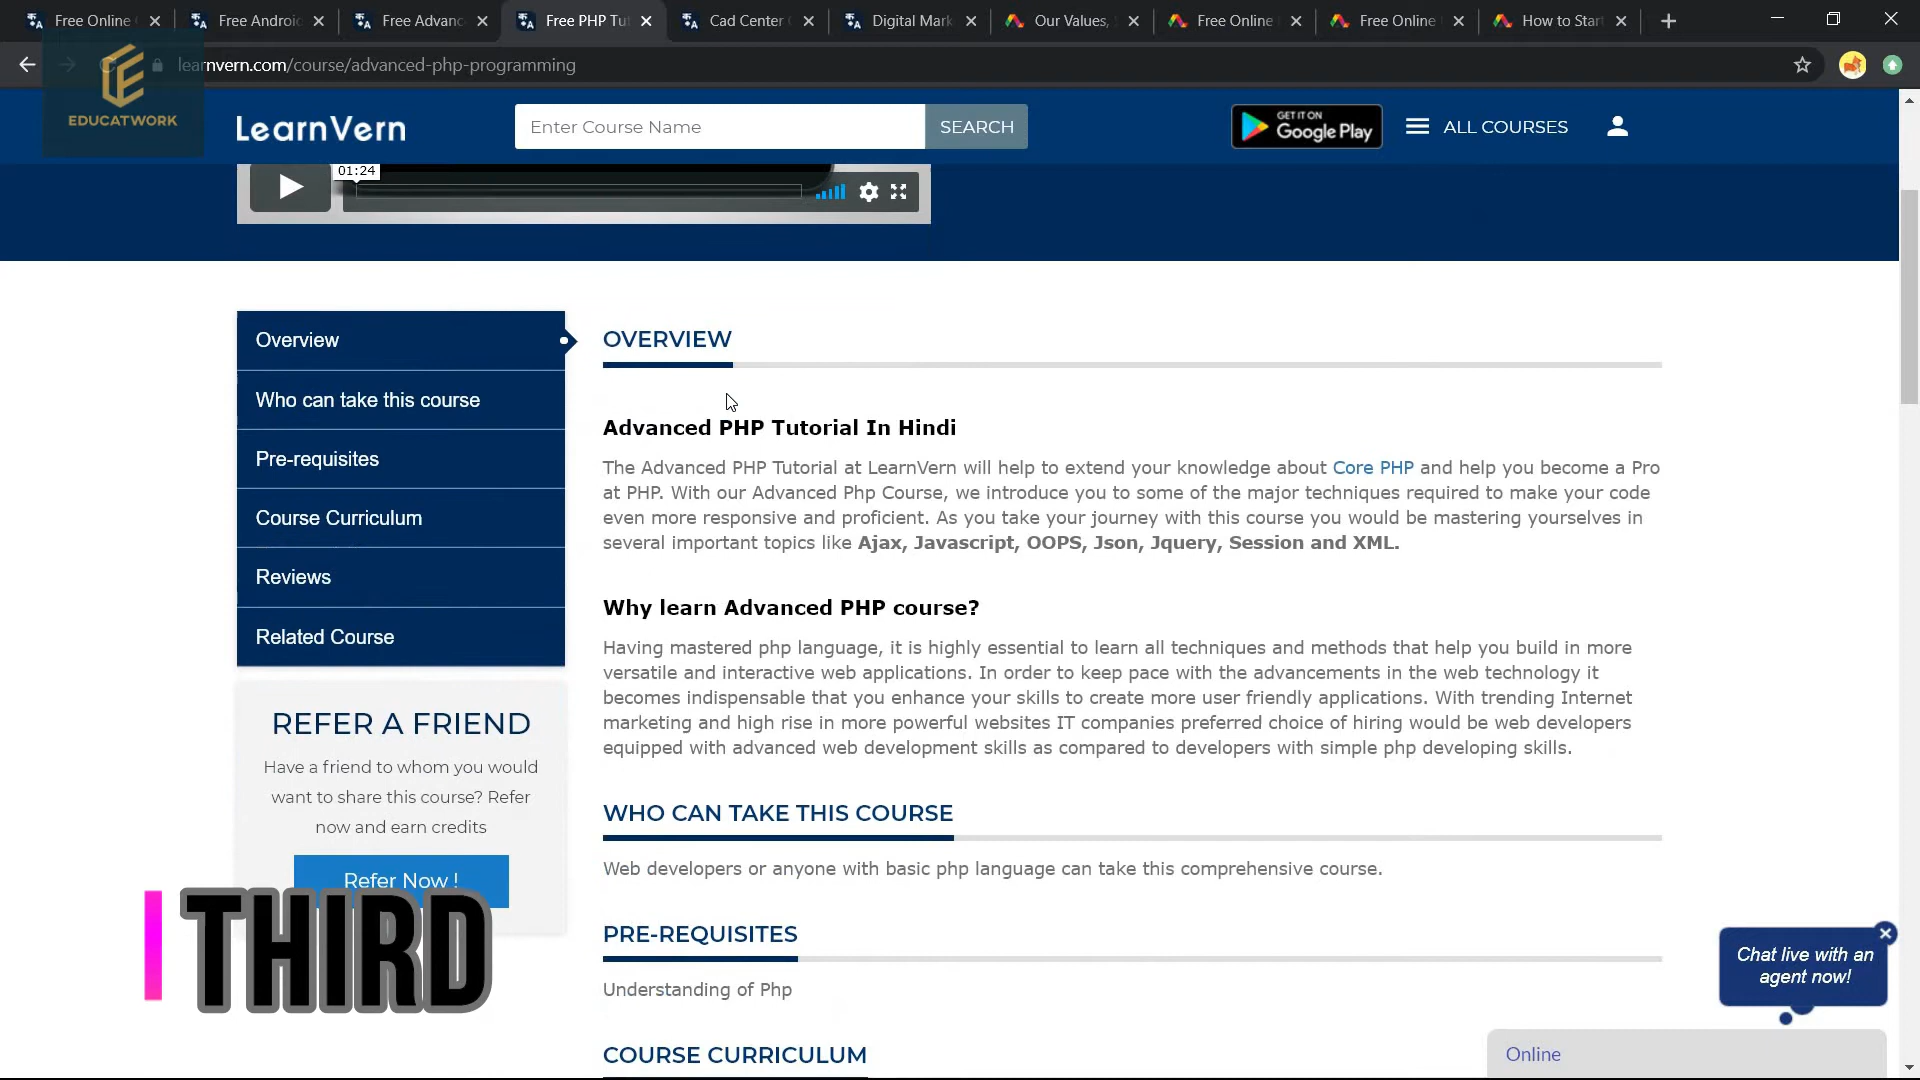 Free Online
Free Androi
Free Advanc
Free PHP Tu
Cad Center
Digital Mark
Our Values,
Free Online
Free Online
How to Star
learnvern.com/course/advanced-php-programming
EDUCATWORK
LearnVern
Enter Course Name
SEARCH
GET IT ON
Google Play
ALL COURSES
01:24
Overview
Who can take this course
Pre-requisites
Course Curriculum
Reviews
Related Course
REFER A FRIEND
Have a friend to whom you would
want to share this course? Refer
now and earn credits
Refer Now !
THIRD
OVERVIEW
Advanced PHP Tutorial In Hindi
The Advanced PHP Tutorial at LearnVern will help to extend your knowledge about Core PHP and help you become a Pro
at PHP. With our Advanced Php Course, we introduce you to some of the major techniques required to make your code
even more responsive and proficient. As you take your journey with this course you would be mastering yourselves in
several important topics like Ajax, Javascript, OOPS, Json, Jquery, Session and XML.
Why learn Advanced PHP course?
Having mastered php language, it is highly essential to learn all techniques and methods that help you build in more
versatile and interactive web applications. In order to keep pace with the advancements in the web technology it
becomes indispensable that you enhance your skills to create more user friendly applications. With trending Internet
marketing and high rise in more powerful websites IT companies preferred choice of hiring would be web developers
equipped with advanced web development skills as compared to developers with simple php developing skills.
WHO CAN TAKE THIS COURSE
Web developers or anyone with basic php language can take this comprehensive course.
PRE-REQUISITES
Understanding of Php
COURSE CURRICULUM
Chat live with an
agent now!
Online